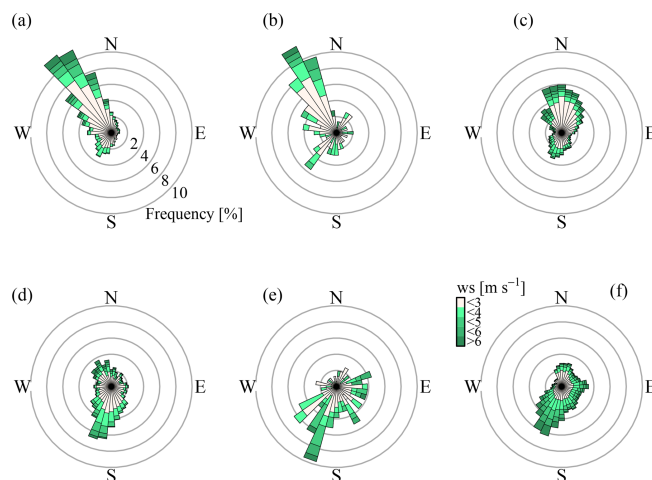 (a)
N
W
E
S
2
4
6
8
10
Frequency [%]
(b)
N
W
E
S
(c)
N
W
E
S
(d)
N
W
E
S
(e)
N
W
E
S
ws [m s⁻¹]
<3
<4
<5
<6
>6
(f)
N
W
E
S